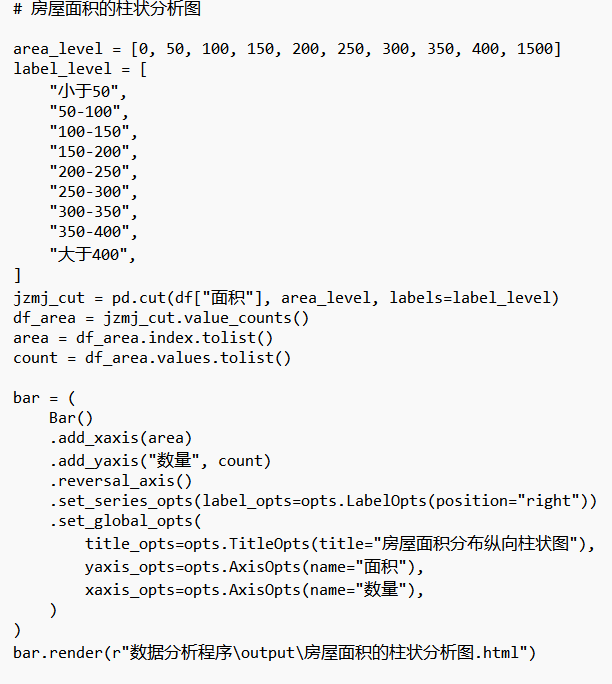 # 房屋面积的柱状分析图
area_level = [0, 50, 100, 150, 200, 250, 300, 350, 400, 1500]
label_level = [
    "小于50",
    "50-100",
    "100-150",
    "150-200",
    "200-250",
    "250-300",
    "300-350",
    "350-400",
    "大于400",
]
jzmj_cut = pd.cut(df["面积"], area_level, labels=label_level)
df_area = jzmj_cut.value_counts()
area = df_area.index.tolist()
count = df_area.values.tolist()
bar = (
    Bar()
    .add_xaxis(area)
    .add_yaxis("数量", count)
    .reversal_axis()
    .set_series_opts(label_opts=opts.LabelOpts(position="right"))
    .set_global_opts(
        title_opts=opts.TitleOpts(title="房屋面积分布纵向柱状图"),
        yaxis_opts=opts.AxisOpts(name="面积"),
        xaxis_opts=opts.AxisOpts(name="数量"),
    )
)
bar.render(r"数据分析程序\output\房屋面积的柱状分析图.html")